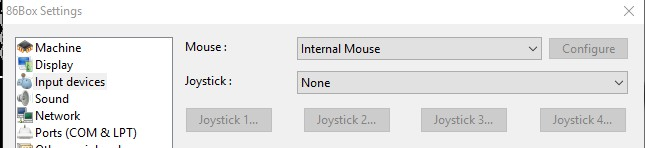 86Box Settings
Machine
Display
Input devices
Sound
Network
Ports (COM & LPT)
Mouse :
Internal Mouse
Configure
Joystick :
None
Joystick 1...
Joystick 2...
Joystick 3...
Joystick 4...